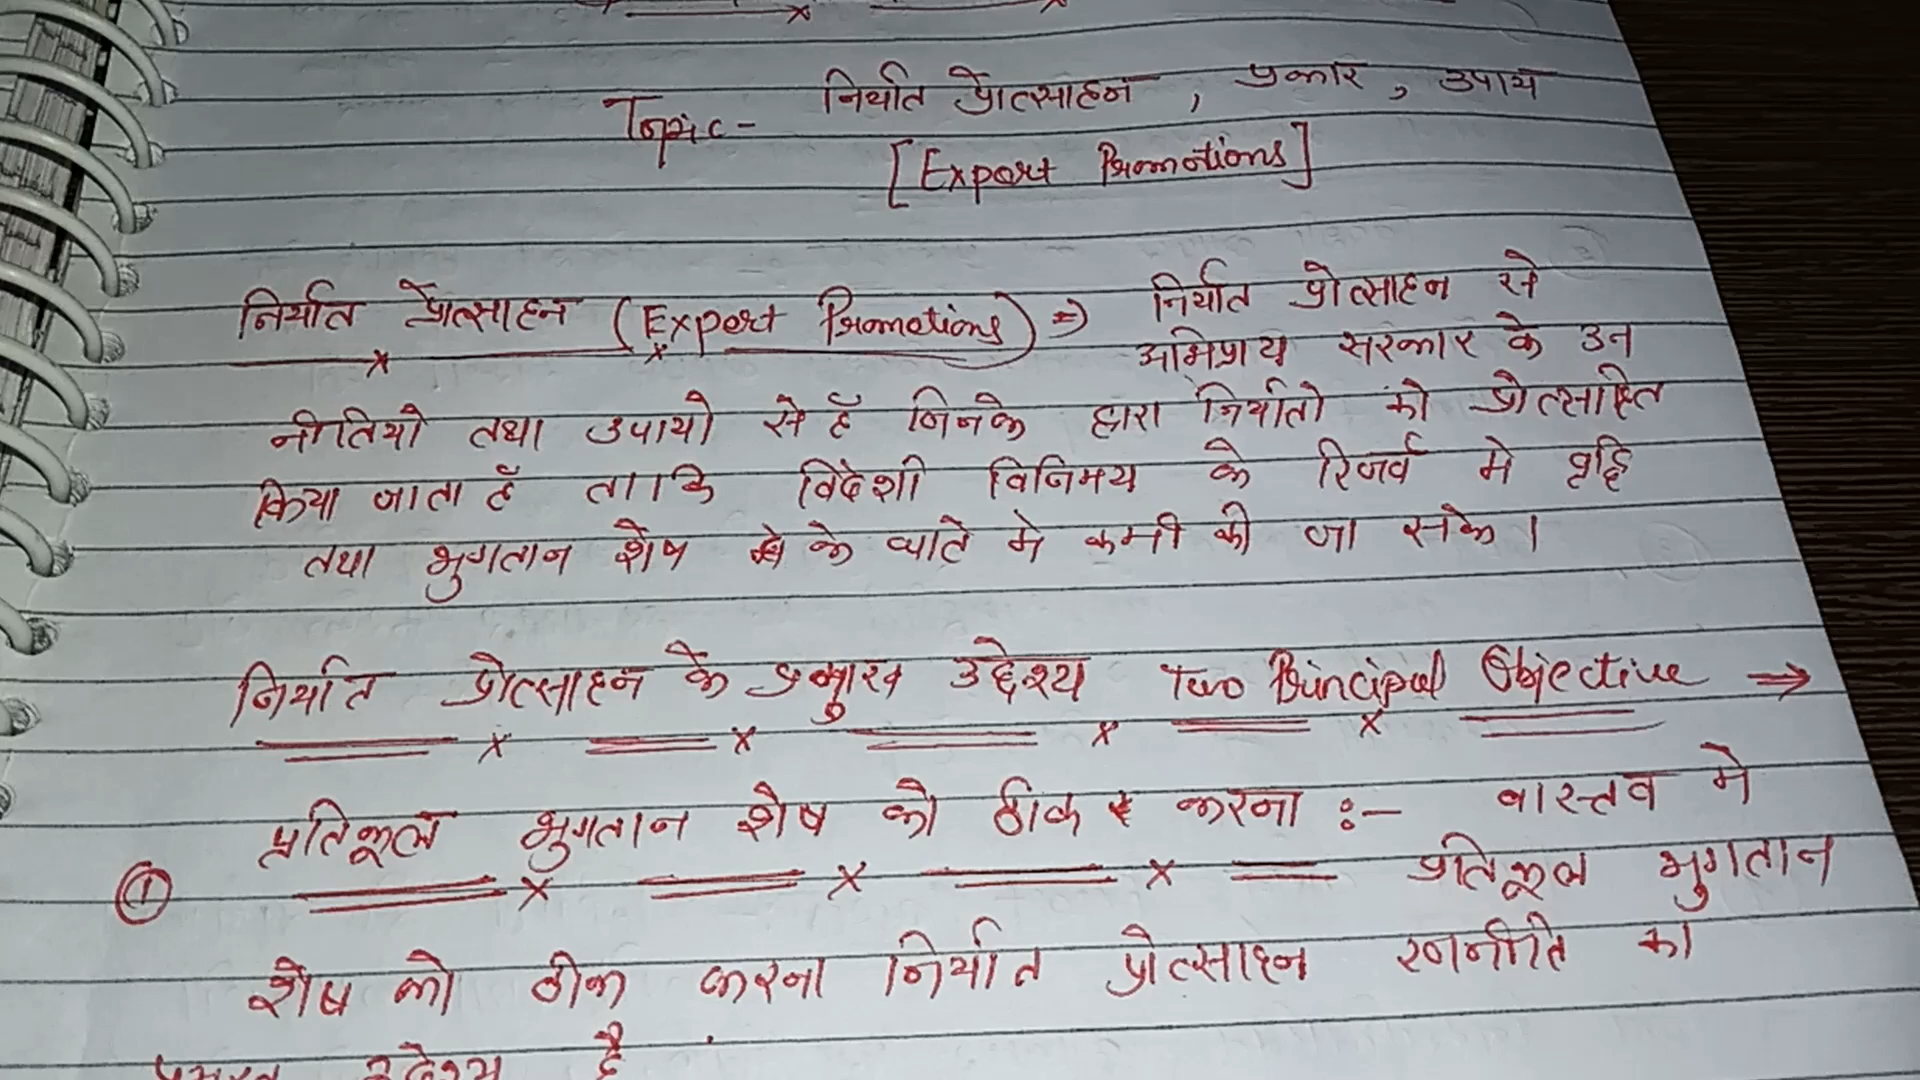 Topic- निर्यात प्रोत्साहन , प्रकार , उपाय
[Export Promotions]
निर्यात प्रोत्साहन (Export Promotions) ⇒ निर्यात प्रोत्साहन से
अभिप्राय सरकार के उन
नीतियो तथा उपायो से हैं जिनके द्वारा निर्यातो को प्रोत्साहित
किया जाता हैं ताकि विदेशी विनिमय के रिजर्व मे वृद्धि
तथा भुगतान शेष के घाटे मे कमी की जा सके ।
निर्यात प्रोत्साहन के प्रमुख उद्देश्य Two Principal Objective →
① प्रतिकूल भुगतान शेष को ठीक करना :- वास्तव मे
प्रतिकूल भुगतान
शेष को ठीक करना निर्यात प्रोत्साहन रणनीति का
प्रमुख उद्देश्य है